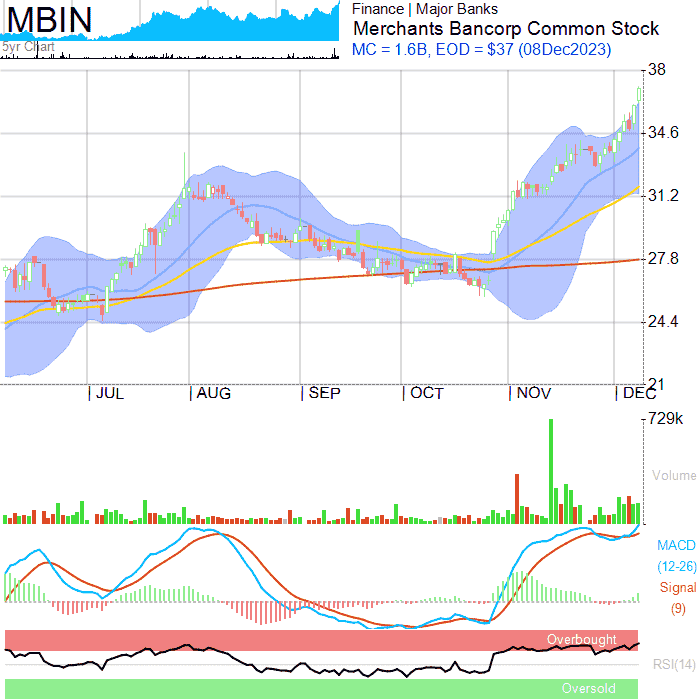 MBIN
5yr Chart
Finance | Major Banks
Merchants Bancorp Common Stock
MC = 1.6B, EOD = $37 (08Dec2023)
38
34.6
31.2
27.8
24.4
21
JUL AUG SEP OCT NOV DEC
729k
Volume
MACD
(12-26)
Signal
(9)
Overbought
RSI(14)
Oversold